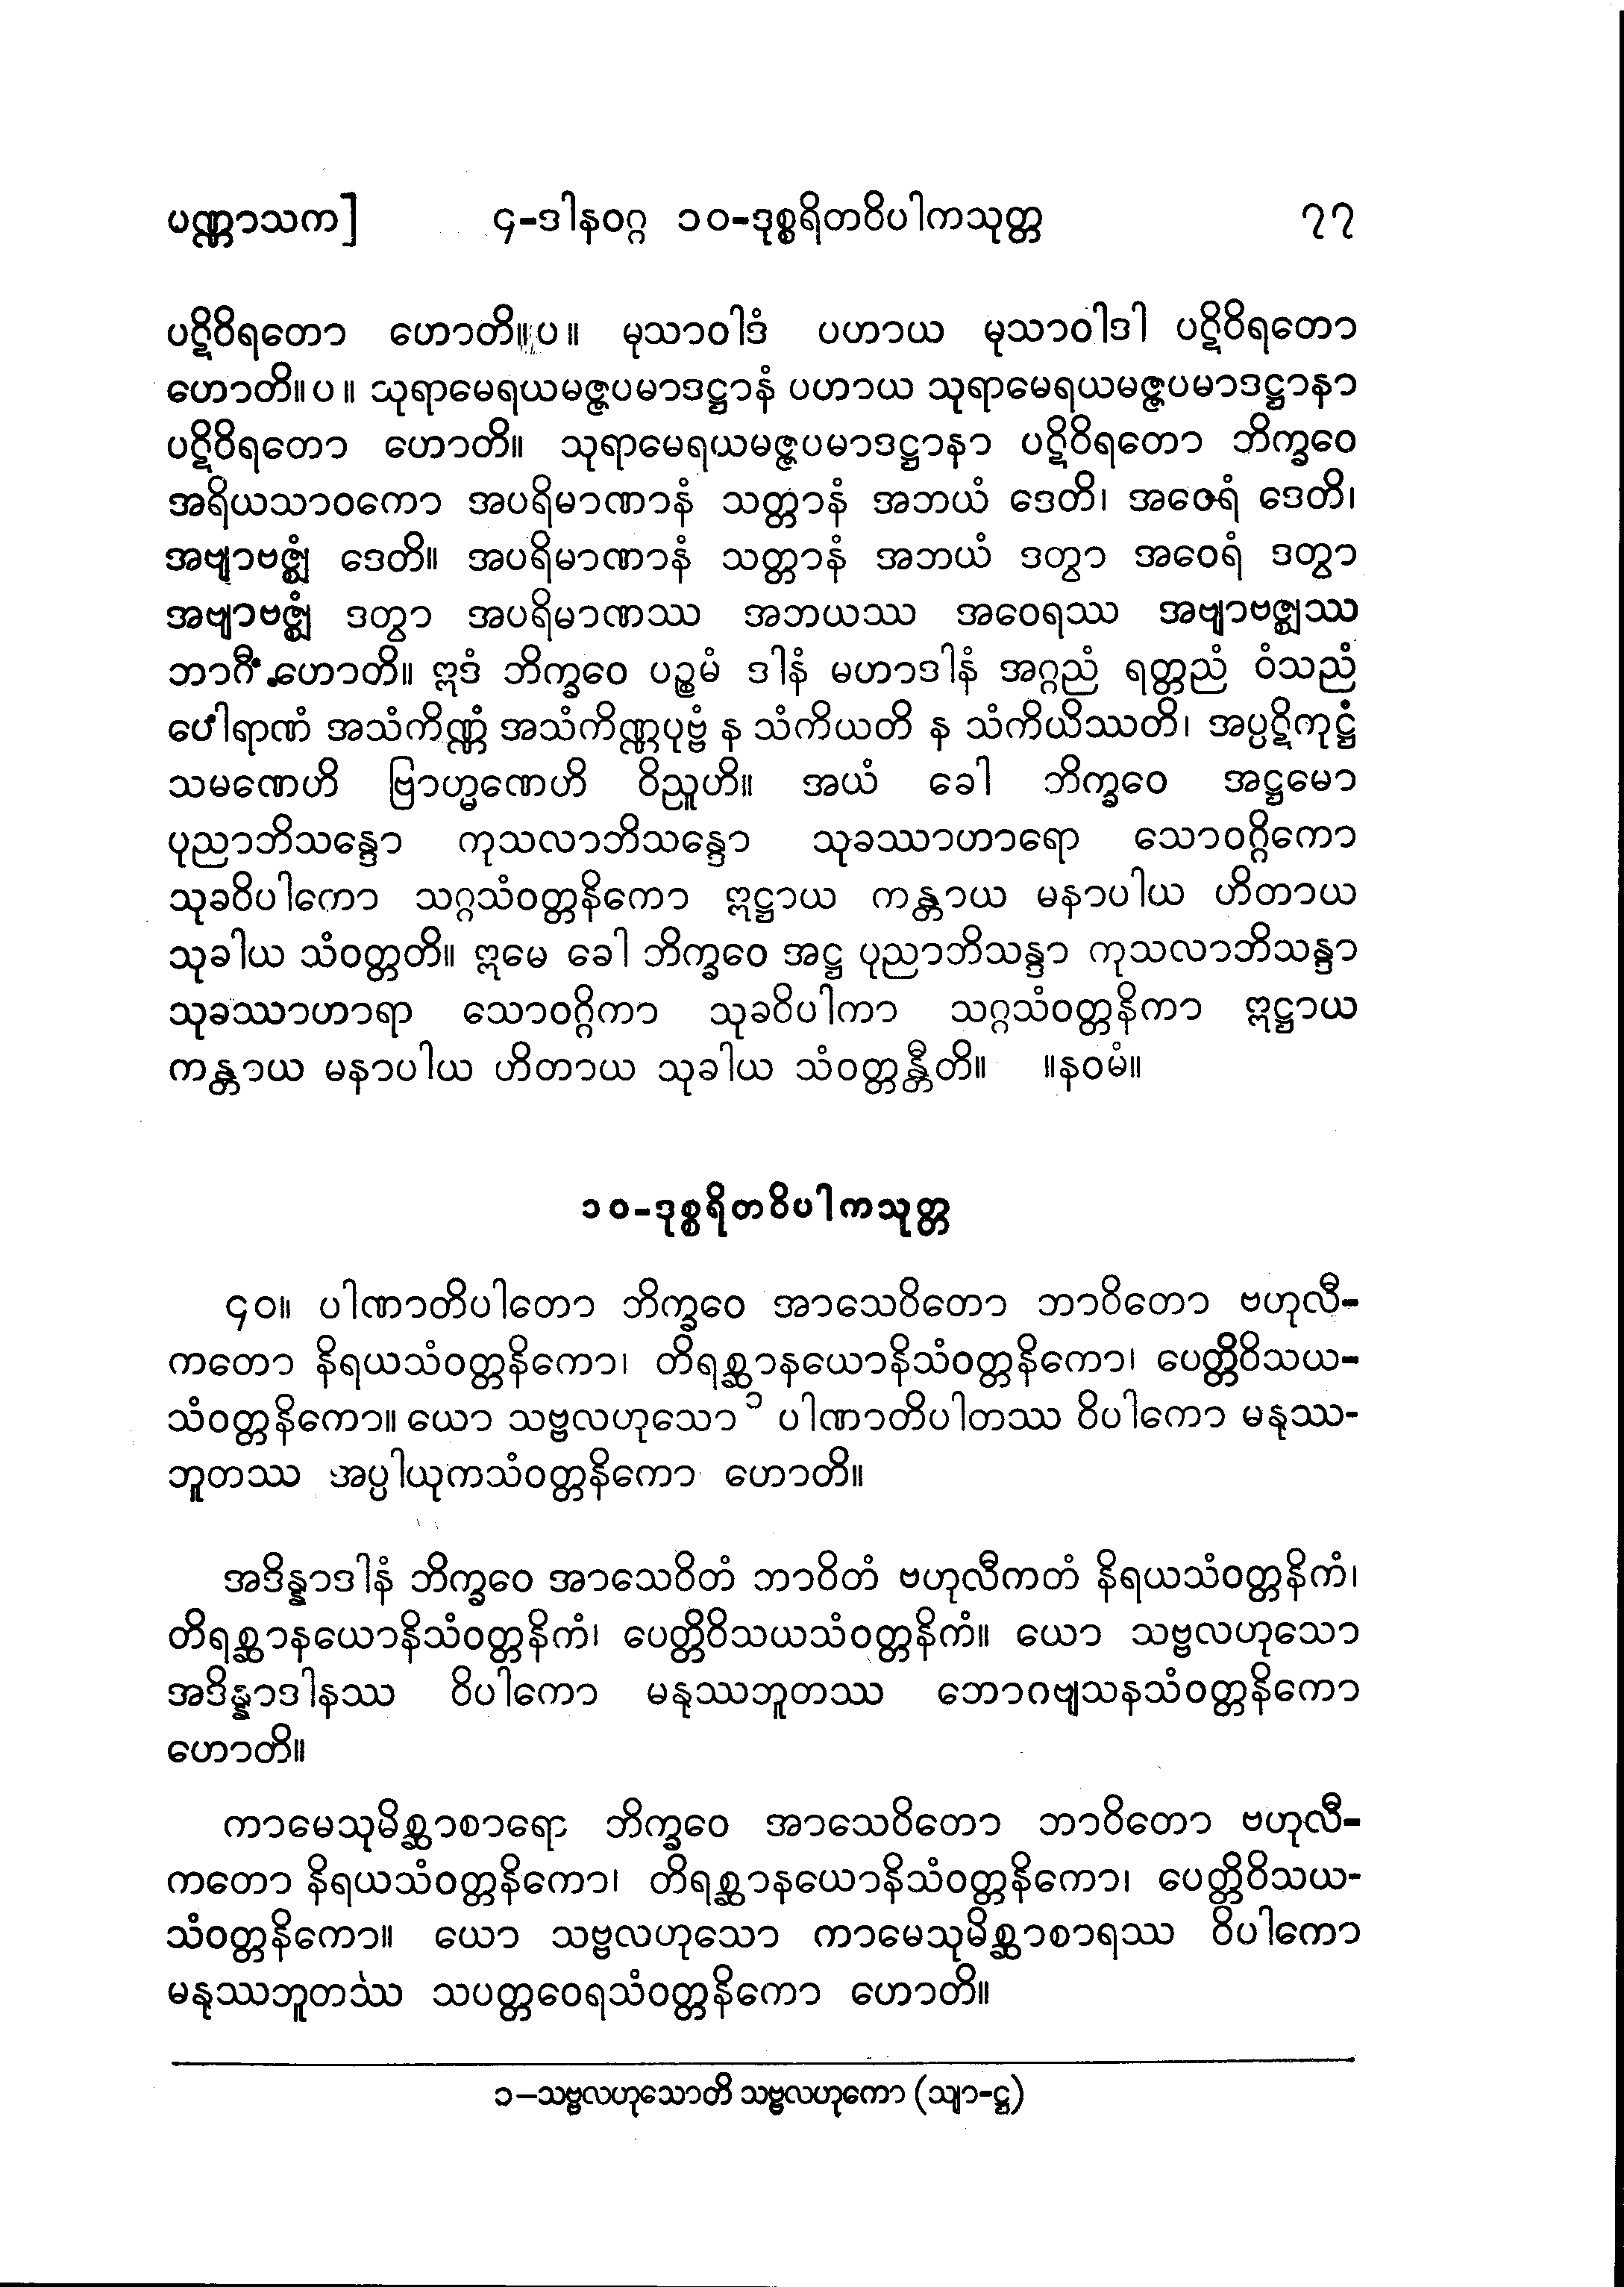 ပဏ္ဏာသက] ၄-ဒါနဝဂ္ဂ ၁၀-ဒုစ္စရိတဝိပါကသုတ္တ ၇၇
ပဋိဝိရတော ဟောတိ။ပ။ မုသာဝါဒံ ပဟာယ မုသာဝါဒါ ပဋိဝိရတော
ဟောတိ။ပ။ သုရာမေရယမဇ္ဇပမာဒဋ္ဌာနံ ပဟာယ သုရာမေရယမဇ္ဇပမာဒဋ္ဌာနာ
ပဋိဝိရတော ဟောတိ။ သုရာမေရယမဇ္ဇပမာဒဋ္ဌာနာ ပဋိဝိရတော ဘိက္ခဝေ
အရိယသာဝကော အပရိမာဏာနံ သတ္တာနံ အဘယံ ဒေတိ၊ အဝေရံ ဒေတိ၊
အဗျာဗဇ္ဈံ ဒေတိ။ အပရိမာဏာနံ သတ္တာနံ အဘယံ ဒတွာ အဝေရံ ဒတွာ
အဗျာဗဇ္ဈံ ဒတွာ အပရိမာဏဿ အဘယဿ အဝေရဿ အဗျာဗဇ္ဈဿ
ဘာဂီ ဟောတိ။ ဣဒံ ဘိက္ခဝေ ပဉ္စမံ ဒါနံ မဟာဒါနံ အဂ္ဂညံ ရတ္တညံ ဝံသညံ
ပေါရာဏံ အသံကိဏ္ဏံ အသံကိဏ္ဏပုဗ္ဗံ န သံကိယတိ န သံကိယိဿတိ၊ အပ္ပဋိကုဋ္ဌံ
သမဏေဟိ ဗြာဟ္မဏေဟိ ဝိညူဟိ။ အယံ ခေါ ဘိက္ခဝေ အဋ္ဌမော
ပုညာဘိသန္ဒော ကုသလာဘိသန္ဒော သုခဿာဟာရော သောဝဂ္ဂိကော
သုခဝိပါကော သဂ္ဂသံဝတ္တနိကော ဣဋ္ဌာယ ကန္တာယ မနာပါယ ဟိတာယ
သုခါယ သံဝတ္တတိ။ ဣမေ ခေါ ဘိက္ခဝေ အဋ္ဌ ပုညာဘိသန္ဒာ ကုသလာဘိသန္ဒာ
သုခဿာဟာရာ သောဝဂ္ဂိကာ သုခဝိပါကာ သဂ္ဂသံဝတ္တနိကာ ဣဋ္ဌာယ
ကန္တာယ မနာပါယ ဟိတာယ သုခါယ သံဝတ္တန္တီတိ။ ။နဝမံ။
၁၀-ဒုစ္စရိတဝိပါကသုတ္တ
၄၀။ ပါဏာတိပါတော ဘိက္ခဝေ အာသေဝိတော ဘာဝိတော ဗဟုလီ-
ကတော နိရယသံဝတ္တနိကော၊ တိရစ္ဆာနယောနိသံဝတ္တနိကော၊ ပေတ္တိဝိသယ-
သံဝတ္တနိကော။ ယော သဗ္ဗလဟုသော ၁ ပါဏာတိပါတဿ ဝိပါကော မနုဿ-
ဘူတဿ အပ္ပါယုကသံဝတ္တနိကော ဟောတိ။
အဒိန္နာဒါနံ ဘိက္ခဝေ အာသေဝိတံ ဘာဝိတံ ဗဟုလီကတံ နိရယသံဝတ္တနိကံ၊
တိရစ္ဆာနယောနိသံဝတ္တနိကံ၊ ပေတ္တိဝိသယသံဝတ္တနိကံ။ ယော သဗ္ဗလဟုသော
အဒိန္နာဒါနဿ ဝိပါကော မနုဿဘူတဿ ဘောဂဗျသနသံဝတ္တနိကော
ဟောတိ။
ကာမေသုမိစ္ဆာစာရော ဘိက္ခဝေ အာသေဝိတော ဘာဝိတော ဗဟုလီ-
ကတော နိရယသံဝတ္တနိကော၊ တိရစ္ဆာနယောနိသံဝတ္တနိကော၊ ပေတ္တိဝိသယ-
သံဝတ္တနိကော။ ယော သဗ္ဗလဟုသော ကာမေသုမိစ္ဆာစာရဿ ဝိပါကော
မနုဿဘူတဿ သပတ္တဝေရသံဝတ္တနိကော ဟောတိ။
၁–သဗ္ဗလဟုသောတိ သဗ္ဗလဟုကော (သျာ-ဋ္ဌ)